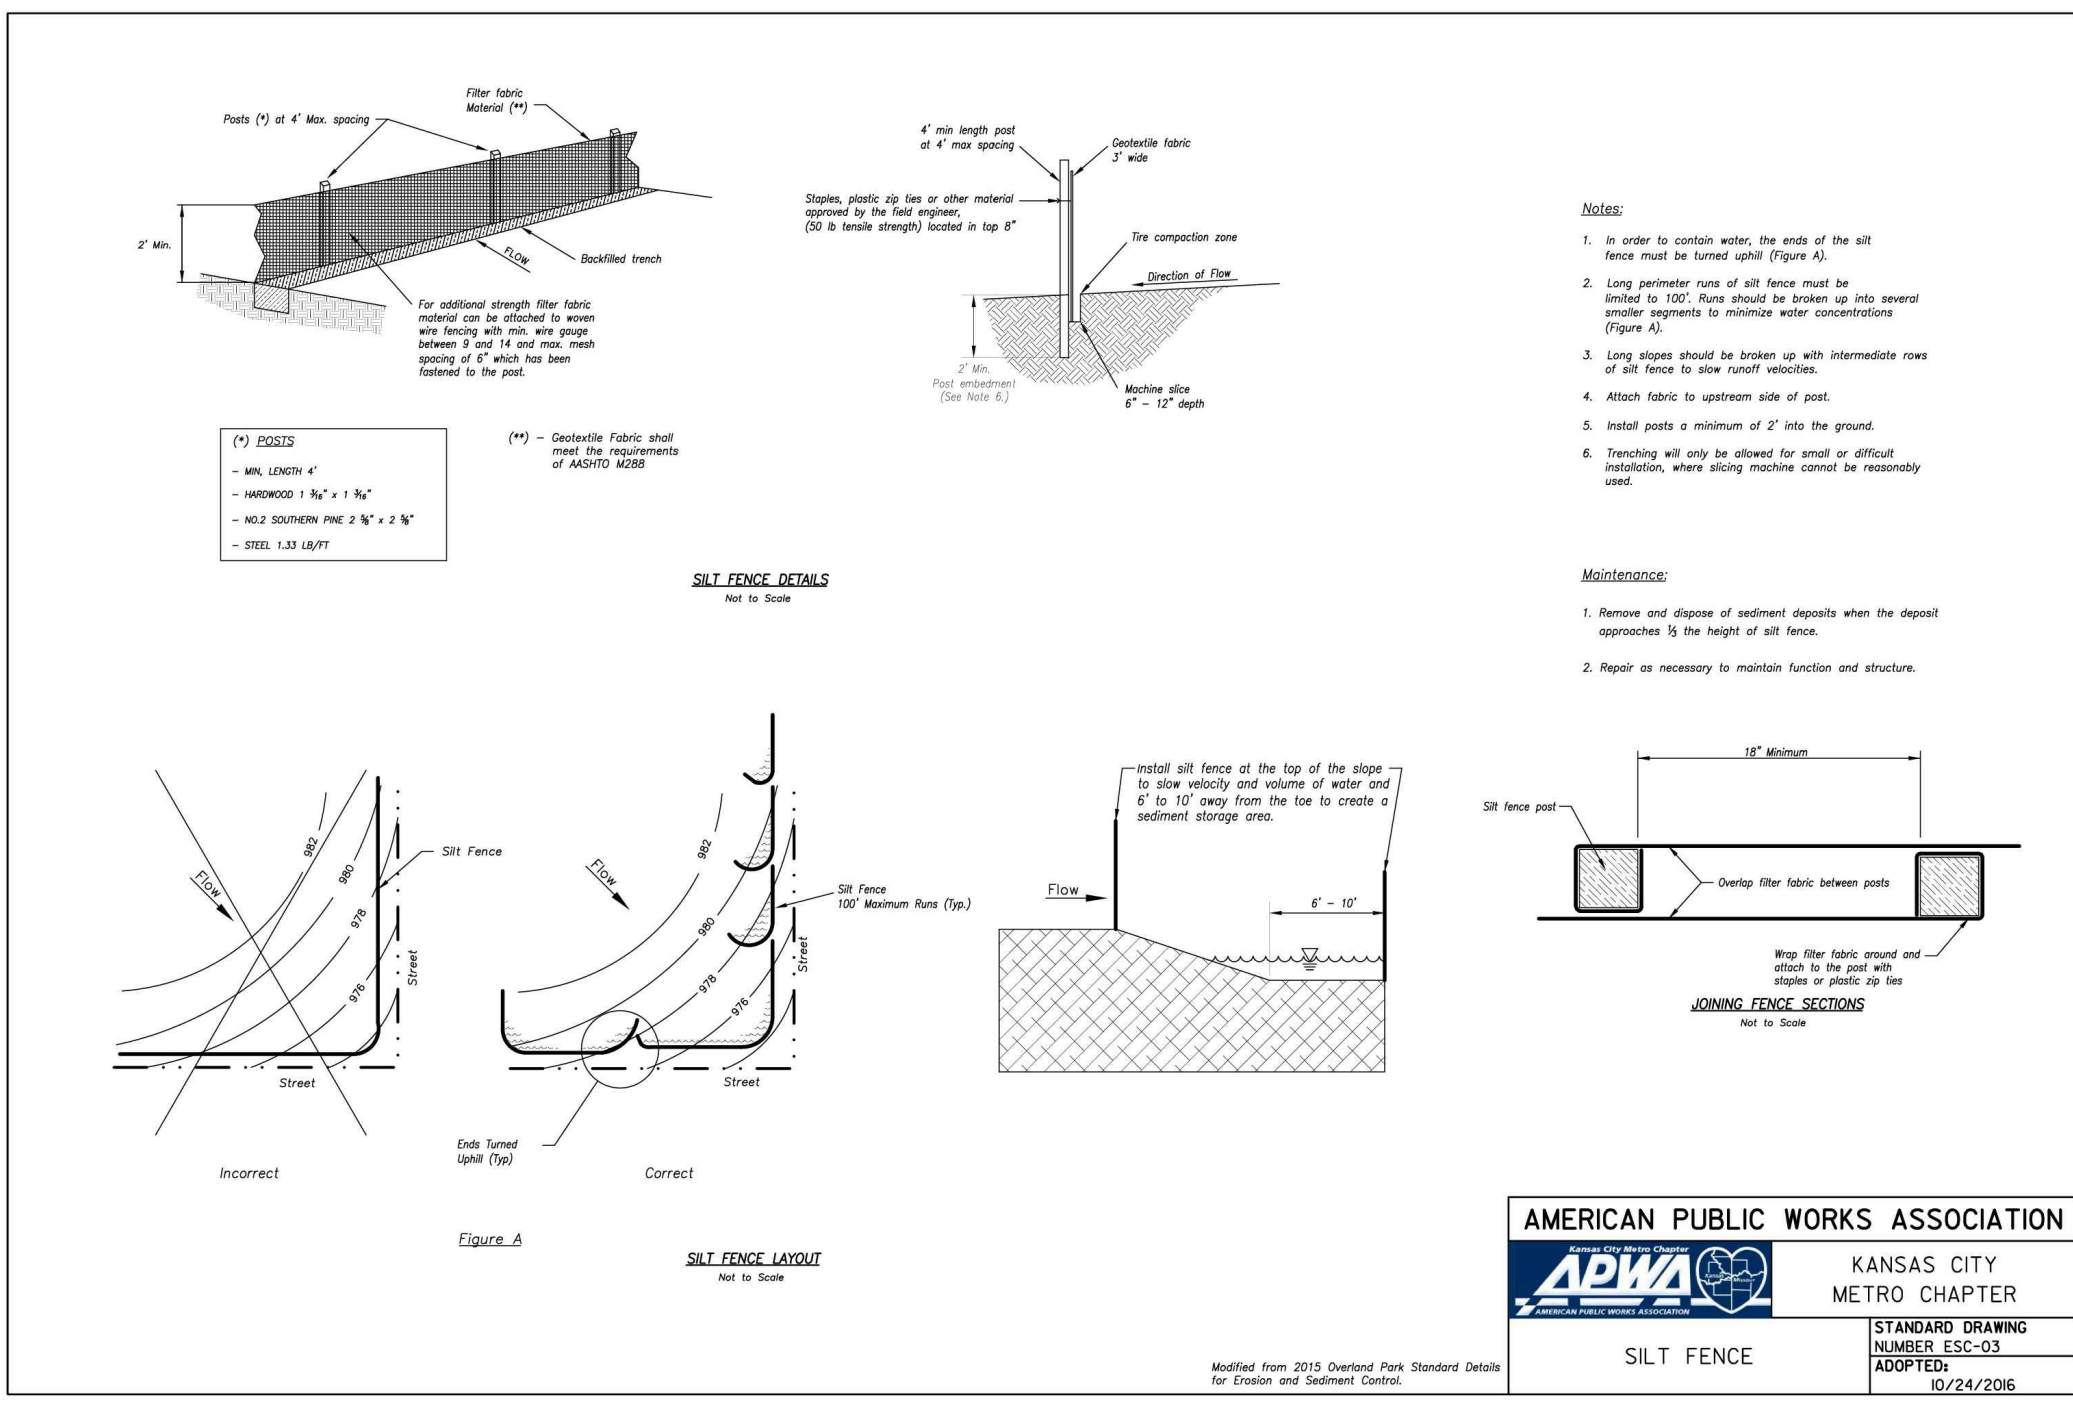 Filter fabric
Material (**)
Posts (*) at 4' Max. spacing
2' Min.
FLOW
Backfilled trench
For additional strength filter fabric
material can be attached to woven
wire fencing with min. wire gauge
between 9 and 14 and max. mesh
spacing of 6" which has been
fastened to the post.
4' min length post
at 4' max spacing
Geotextile fabric
3' wide
Staples, plastic zip ties or other material
approved by the field engineer,
(50 lb tensile strength) located in top 8"
Tire compaction zone
Direction of Flow
2' Min.
Post embedment
(See Note 6.)
Machine slice
6" - 12" depth
(*) POSTS
- MIN, LENGTH 4'
- HARDWOOD 1 3/16" x 1 3/16"
- NO.2 SOUTHERN PINE 2 5/8" x 2 5/8"
- STEEL 1.33 LB/FT
(**) - Geotextile Fabric shall
meet the requirements
of AASHTO M288
SILT FENCE DETAILS
Not to Scale
Notes:
1. In order to contain water, the ends of the silt
fence must be turned uphill (Figure A).
2. Long perimeter runs of silt fence must be
limited to 100'. Runs should be broken up into several
smaller segments to minimize water concentrations
(Figure A).
3. Long slopes should be broken up with intermediate rows
of silt fence to slow runoff velocities.
4. Attach fabric to upstream side of post.
5. Install posts a minimum of 2' into the ground.
6. Trenching will only be allowed for small or difficult
installation, where slicing machine cannot be reasonably
used.
Maintenance:
1. Remove and dispose of sediment deposits when the deposit
approaches 1/3 the height of silt fence.
2. Repair as necessary to maintain function and structure.
Flow
982
980
978
976
Silt Fence
Street
Street
Incorrect
Flow
982
980
978
976
Silt Fence
100' Maximum Runs (Typ.)
Street
Street
Ends Turned
Uphill (Typ)
Correct
Figure A
SILT FENCE LAYOUT
Not to Scale
Install silt fence at the top of the slope
to slow velocity and volume of water and
6' to 10' away from the toe to create a
sediment storage area.
Flow
6' - 10'
18" Minimum
Silt fence post
Overlap filter fabric between posts
Wrap filter fabric around and
attach to the post with
staples or plastic zip ties
JOINING FENCE SECTIONS
Not to Scale
Modified from 2015 Overland Park Standard Details
for Erosion and Sediment Control.
AMERICAN PUBLIC WORKS ASSOCIATION
Kansas City Metro Chapter
APWA
Kansas Missouri
AMERICAN PUBLIC WORKS ASSOCIATION
KANSAS CITY
METRO CHAPTER
SILT FENCE
STANDARD DRAWING
NUMBER ESC-03
ADOPTED:
10/24/2016